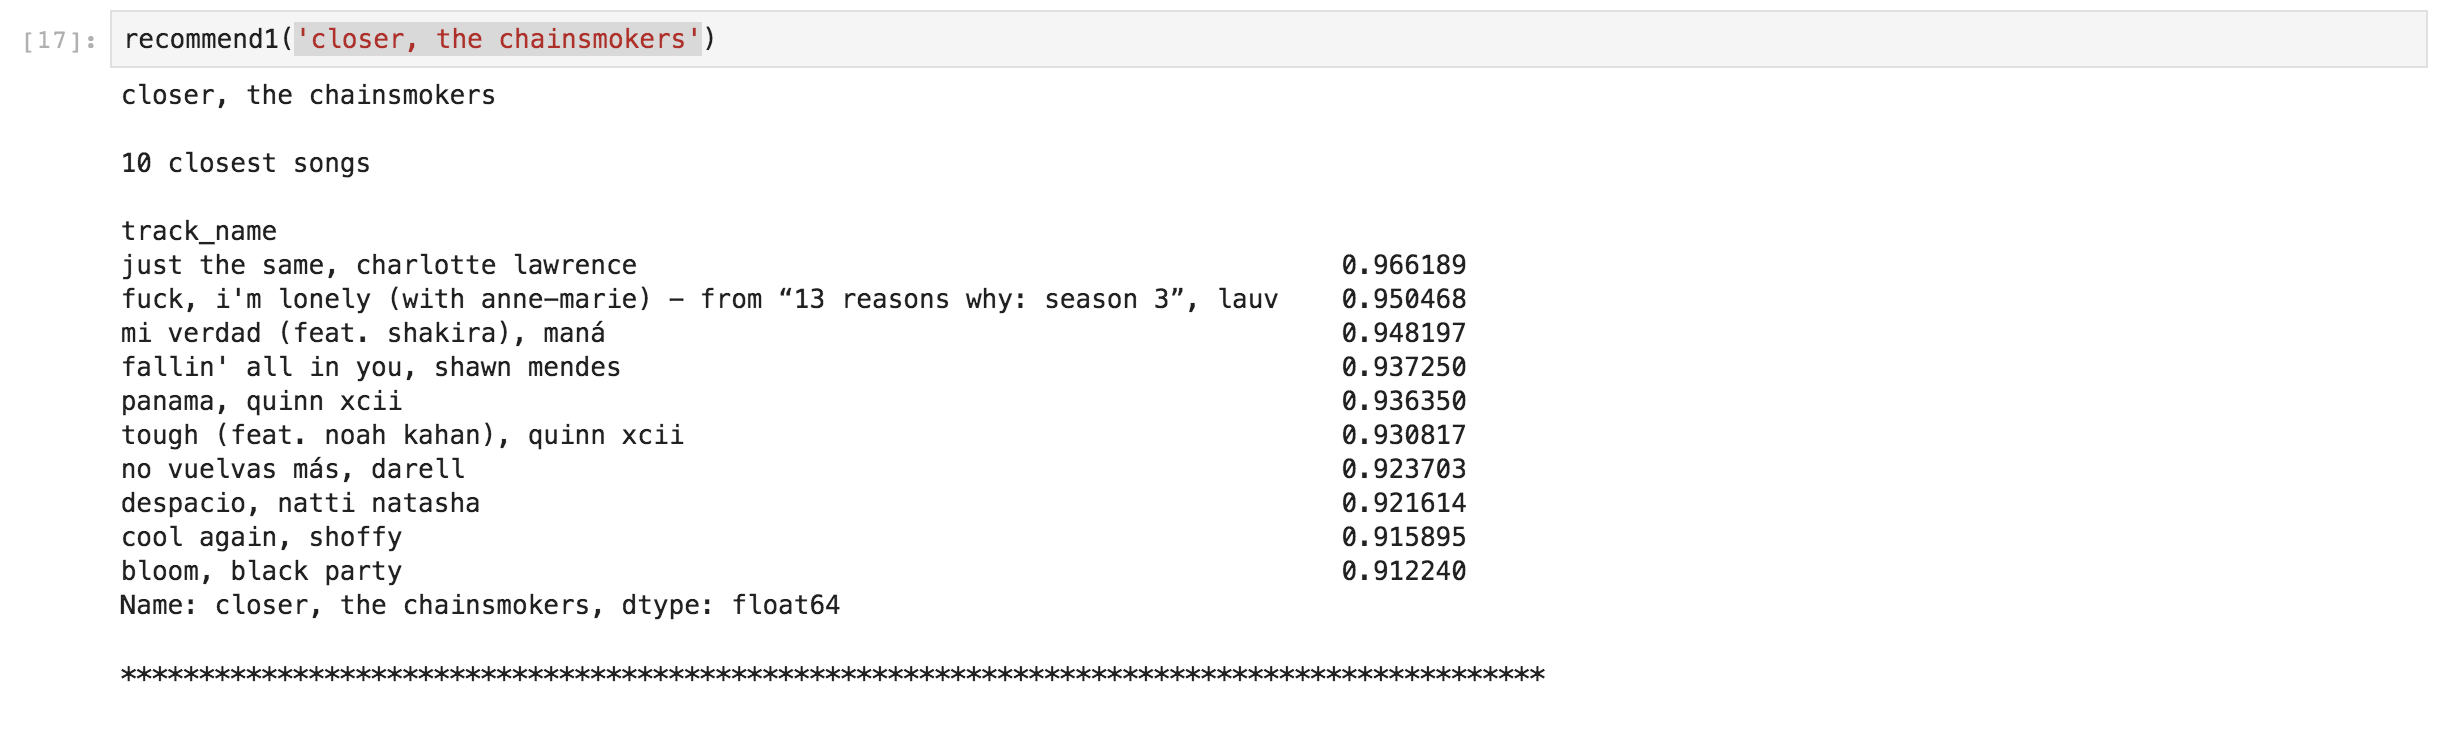 [17]: recommend1('closer, the chainsmokers')
closer, the chainsmokers
10 closest songs
track_name
just the same, charlotte lawrence 0.966189
fuck, i'm lonely (with anne-marie) - from “13 reasons why: season 3”, lauv 0.950468
mi verdad (feat. shakira), maná 0.948197
fallin' all in you, shawn mendes 0.937250
panama, quinn xcii 0.936350
tough (feat. noah kahan), quinn xcii 0.930817
no vuelvas más, darell 0.923703
despacio, natti natasha 0.921614
cool again, shoffy 0.915895
bloom, black party 0.912240
Name: closer, the chainsmokers, dtype: float64
*******************************************************************************************